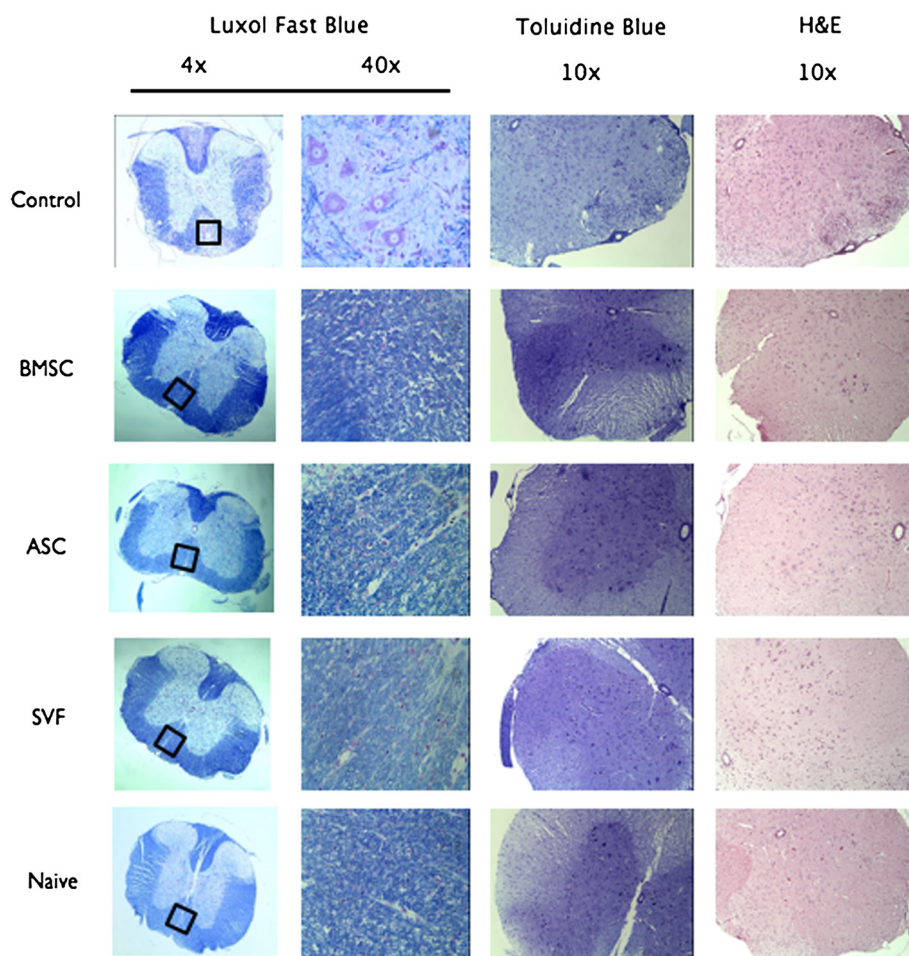 Luxol Fast Blue Toluidine Blue H&E
4x 40x 10x 10x
Control
BMSC
ASC
SVF
Naive